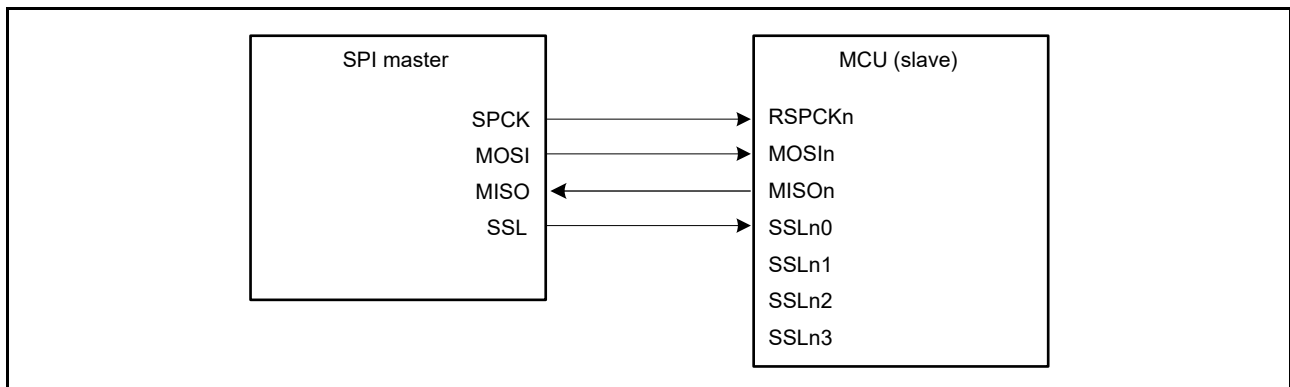 SPI master
SPCK
MOSI
MISO
SSL
MCU (slave)
RSPCKn
MOSIn
MISOn
SSLn0
SSLn1
SSLn2
SSLn3